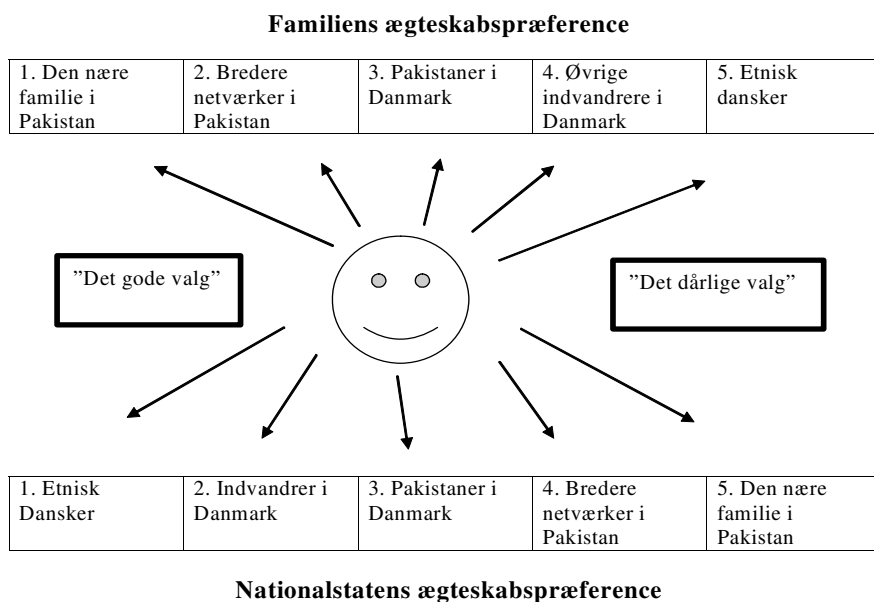 Familiens ægteskabspræference
1. Den nære
familie i
Pakistan
2. Bredere
netværker i
Pakistan
3. Pakistaner i
Danmark
4. Øvrige
indvandrere i
Danmark
5. Etnisk
dansker
”Det gode valg”
”Det dårlige valg”
1. Etnisk
Dansker
2. Indvandrer i
Danmark
3. Pakistaner i
Danmark
4. Bredere
netværker i
Pakistan
5. Den nære
familie i
Pakistan
Nationalstatens ægteskabspræference